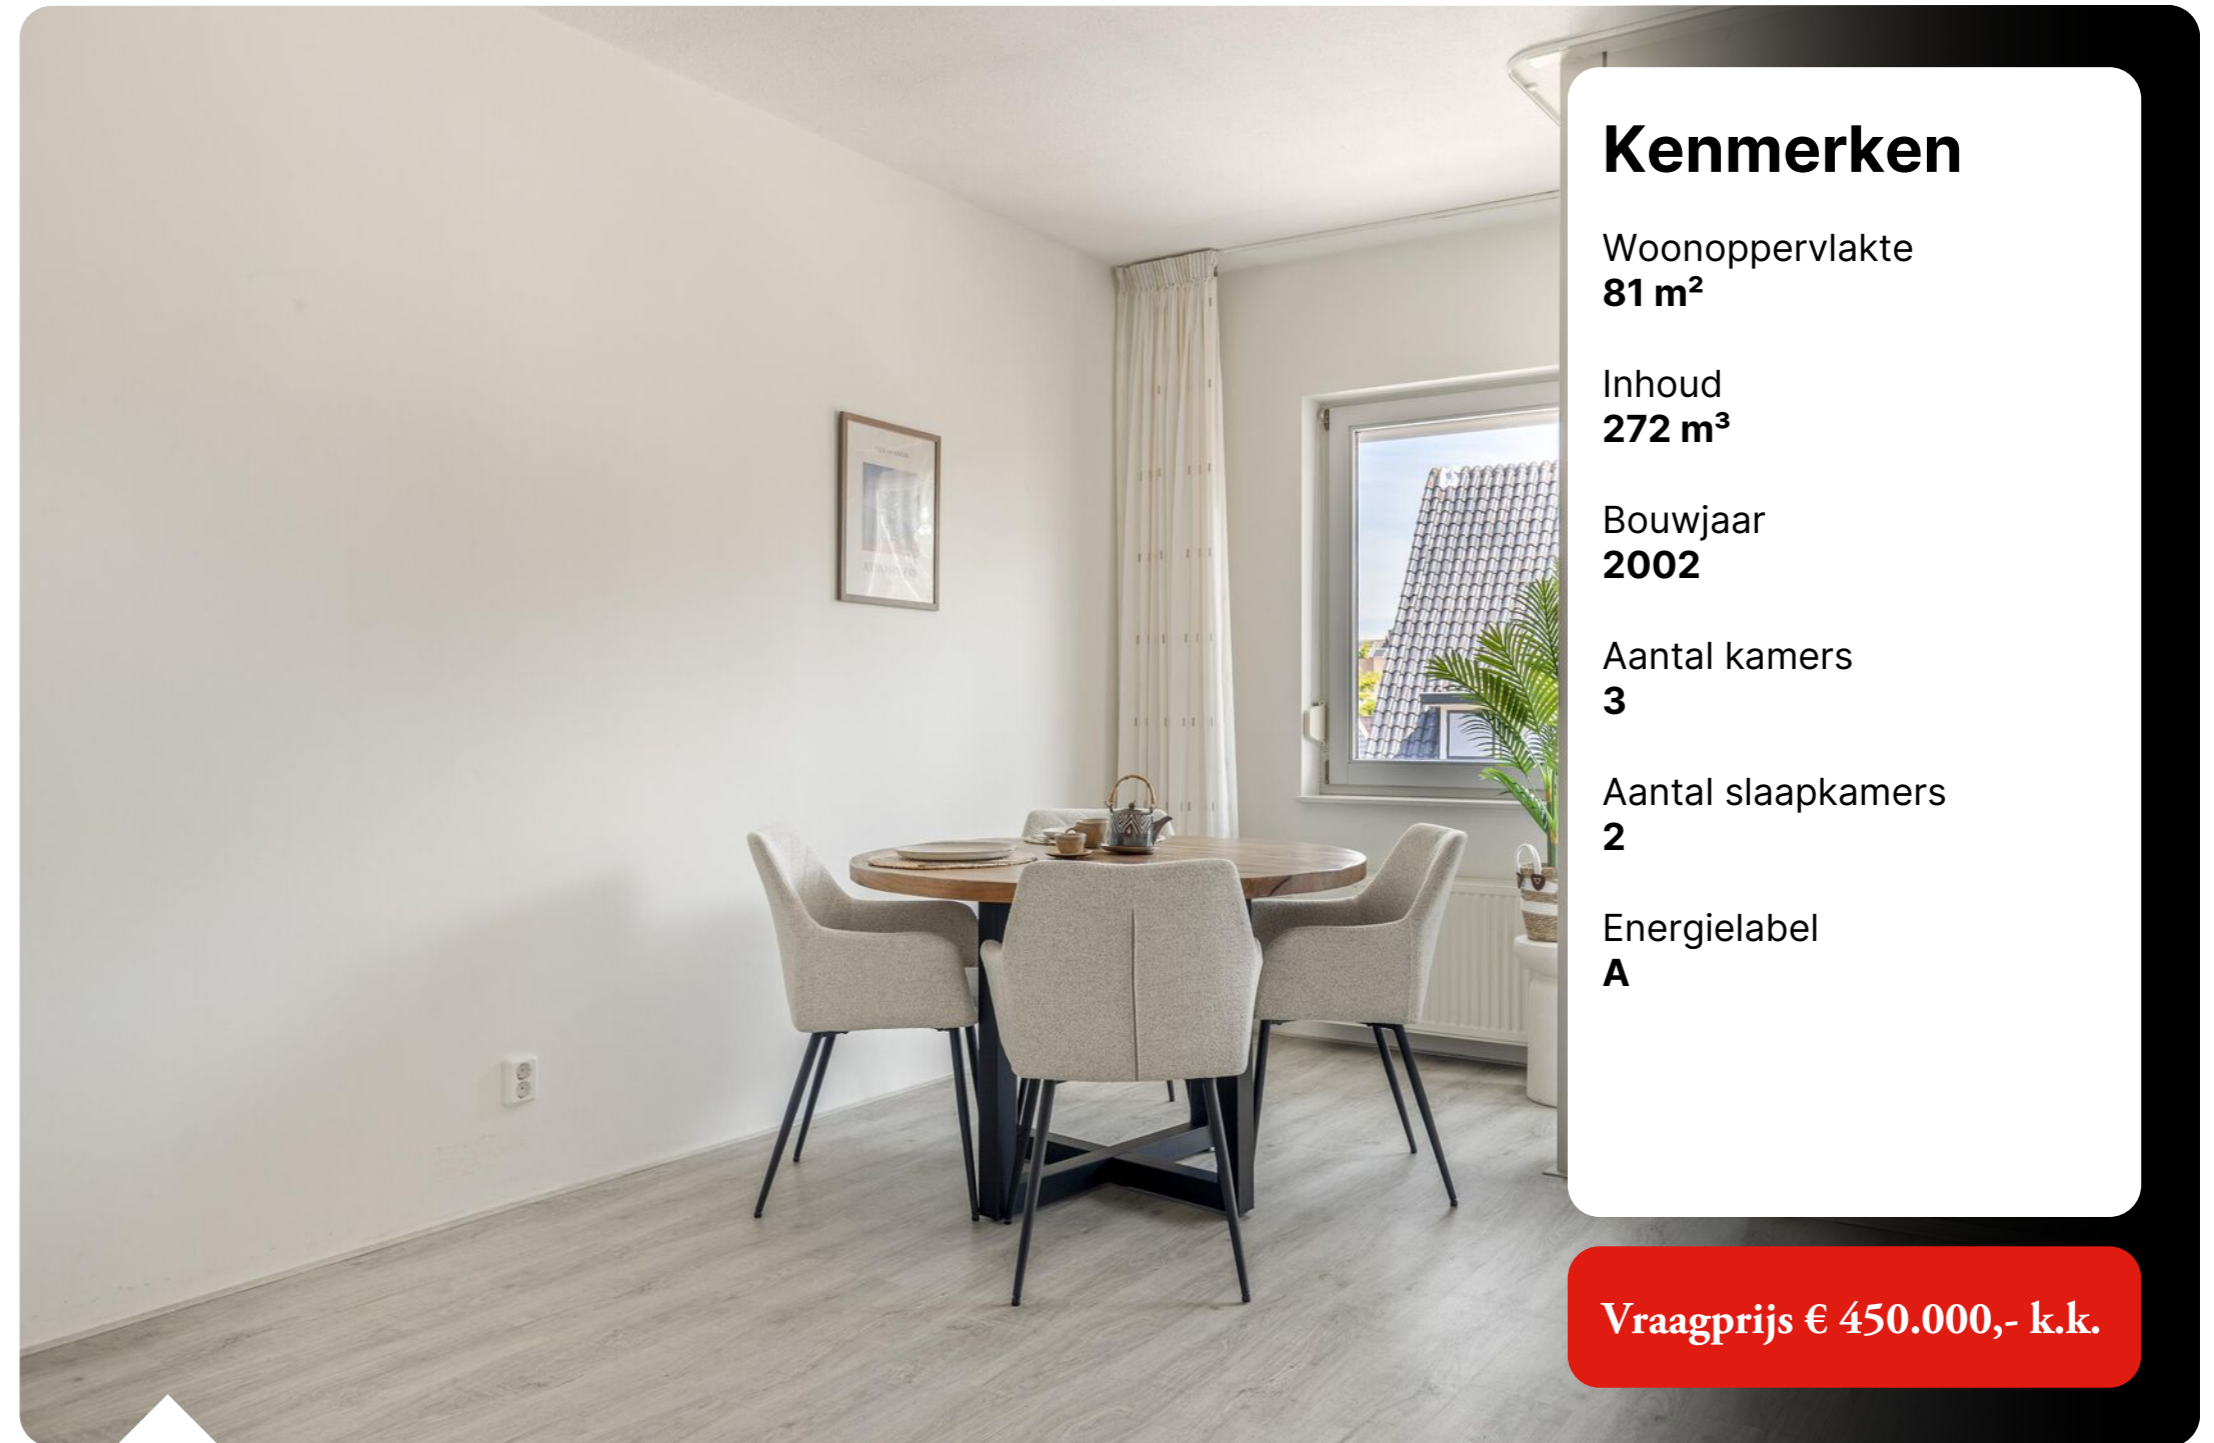 Kenmerken
Woonoppervlakte
81 m²
Inhoud
272 m³
Bouwjaar
2002
Aantal kamers
3
Aantal slaapkamers
2
Energielabel
A
Vraagprijs € 450.000,- k.k.